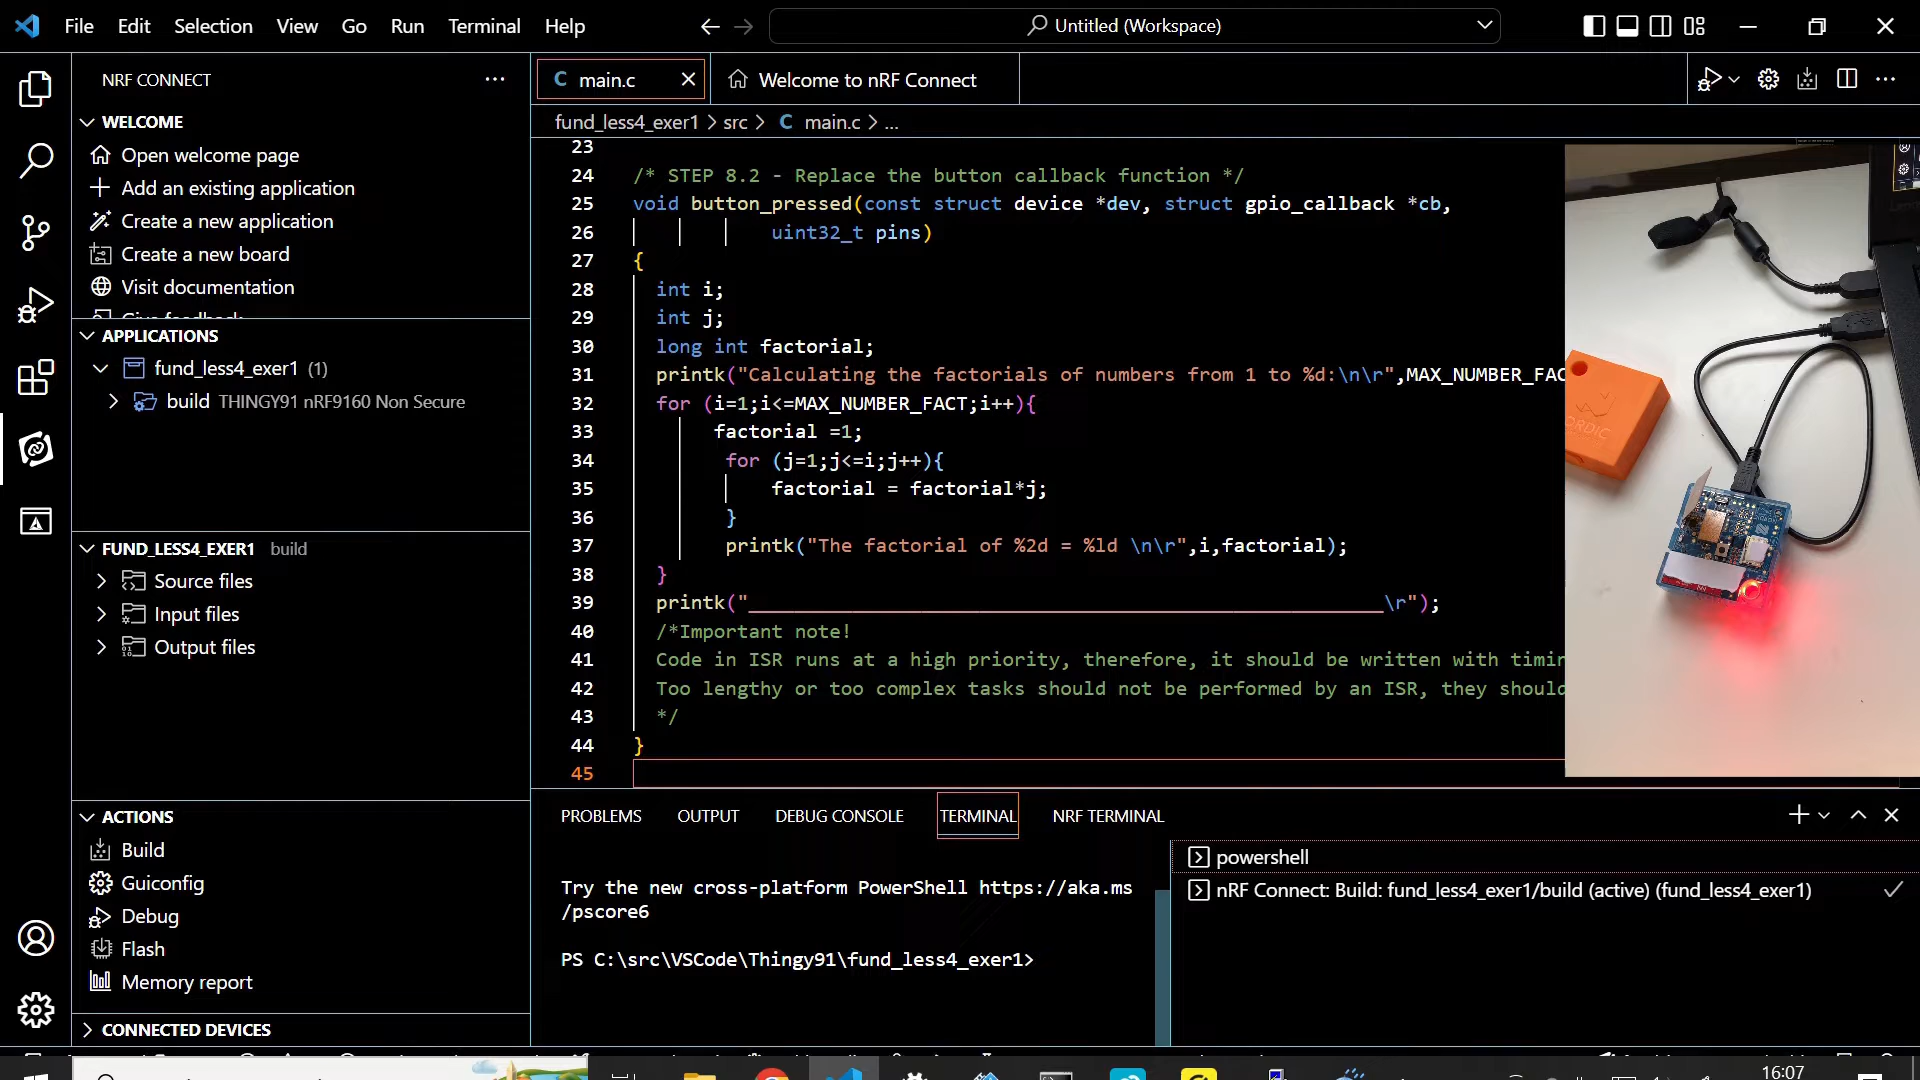 File Edit Selection View Go Run Terminal Help
Untitled (Workspace)
NRF CONNECT
WELCOME
Open welcome page
Add an existing application
Create a new application
Create a new board
Visit documentation
Give feedback
APPLICATIONS
fund_less4_exer1 (1)
build THINGY91 nRF9160 Non Secure
FUND_LESS4_EXER1 build
Source files
Input files
Output files
ACTIONS
Build
Guiconfig
Debug
Flash
Memory report
CONNECTED DEVICES
C main.c
Welcome to nRF Connect
fund_less4_exer1 > src > C main.c > ...
23
24 /* STEP 8.2 - Replace the button callback function */
25 void button_pressed(const struct device *dev, struct gpio_callback *cb,
26 uint32_t pins)
27 {
28 int i;
29 int j;
30 long int factorial;
31 printk("Calculating the factorials of numbers from 1 to %d:\n\r",MAX_NUMBER_FAC
32 for (i=1;i<=MAX_NUMBER_FACT;i++){
33 factorial =1;
34 for (j=1;j<=i;j++){
35 factorial = factorial*j;
36 }
37 printk("The factorial of %2d = %ld \n\r",i,factorial);
38 }
39 printk("_______________________________________________________\r");
40 /*Important note!
41 Code in ISR runs at a high priority, therefore, it should be written with timin
42 Too lengthy or too complex tasks should not be performed by an ISR, they should
43 */
44 }
45
PROBLEMS OUTPUT DEBUG CONSOLE TERMINAL NRF TERMINAL
Try the new cross-platform PowerShell https://aka.ms
/pscore6
PS C:\src\VSCode\Thingy91\fund_less4_exer1>
powershell
nRF Connect: Build: fund_less4_exer1/build (active) (fund_less4_exer1)
16:07